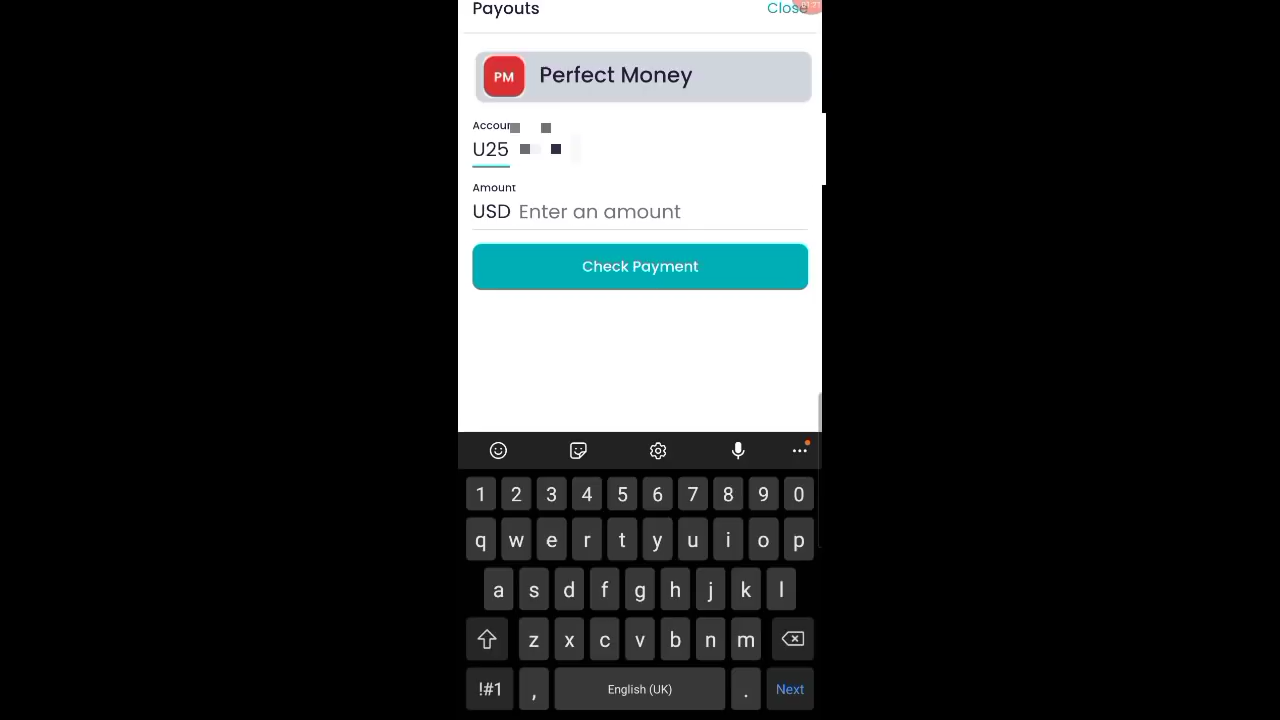 Payouts
Close
PM
Perfect Money
U25
Amount
USD Enter an amount
Check Payment
1 2 3 4 5 6 7 8 9 0
q w e r t y u i o p
a s d f g h j k l
z x c v b n m
!#1 , English (UK) . Next